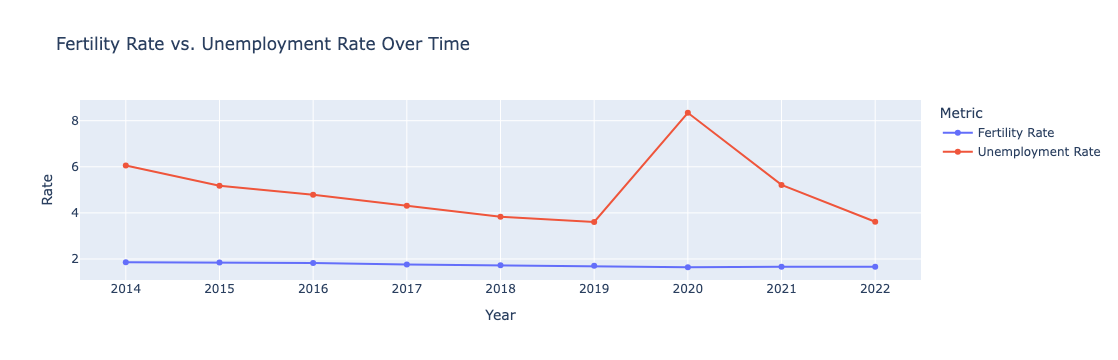 Fertility Rate vs. Unemployment Rate Over Time
Metric
Fertility Rate
Unemployment Rate
Rate
8
6
4
2
2014 2015 2016 2017 2018 2019 2020 2021 2022
Year